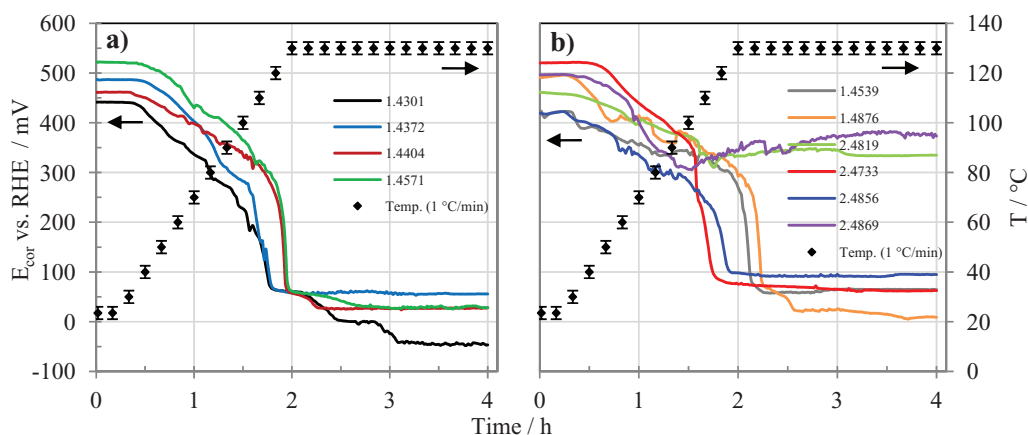 600
500
400
300
200
100
0
-100
E_cor vs. RHE / mV
a)
1.4301
1.4372
1.4404
1.4571
Temp. (1 °C/min)
0 1 2 3 4
b)
1.4539
1.4876
2.4819
2.4733
2.4856
2.4869
Temp. (1 °C/min)
0 1 2 3 4
140
120
100
80
60
40
20
0
T / °C
Time / h